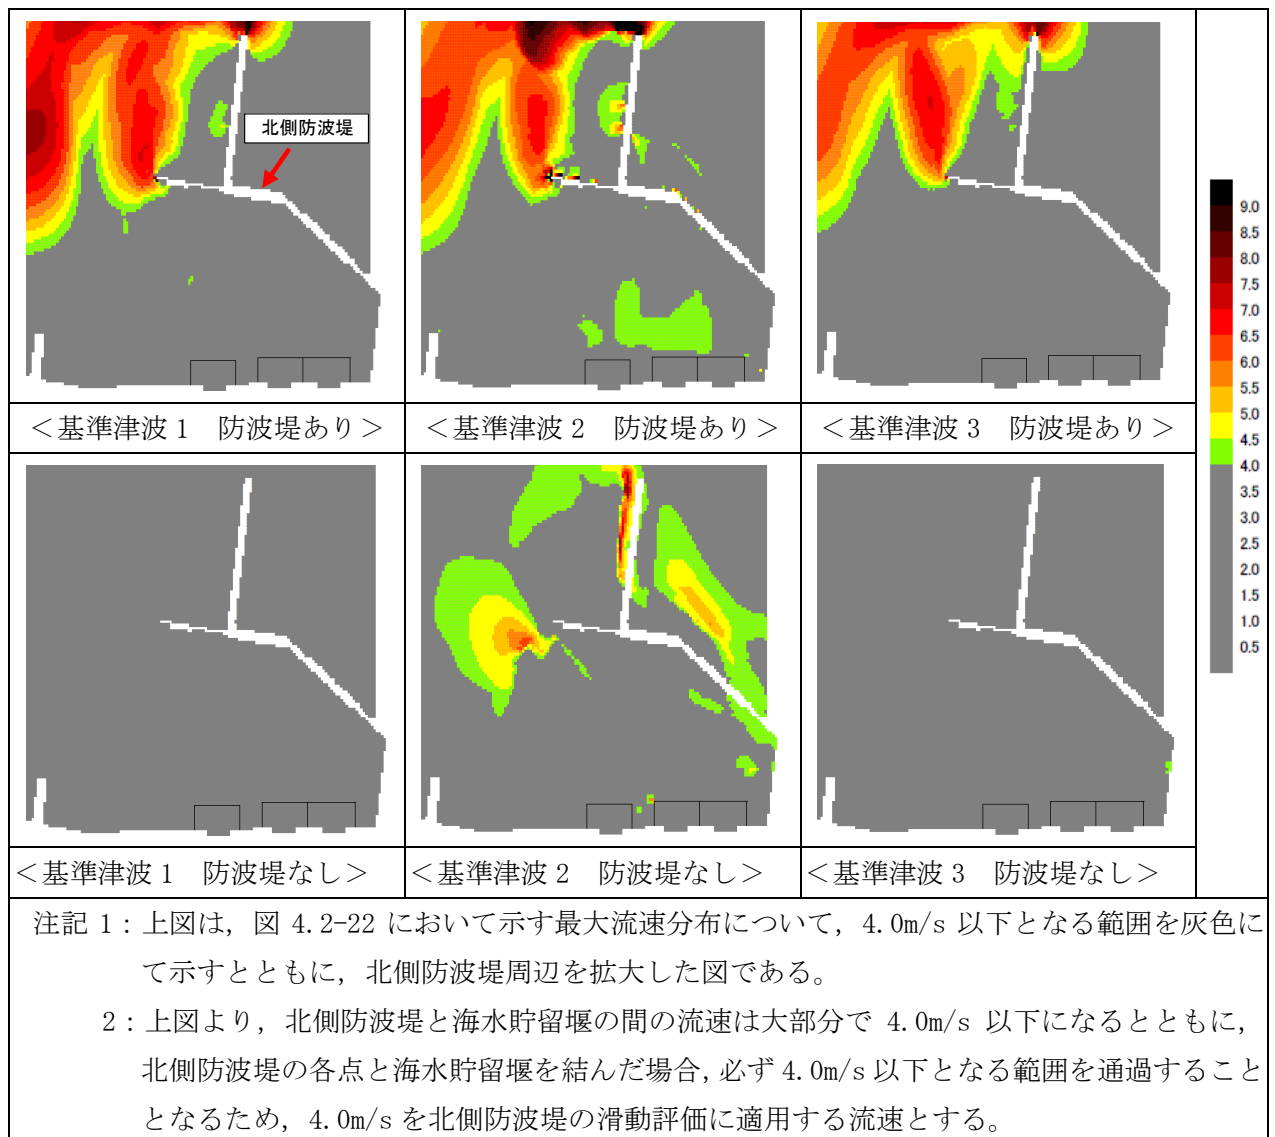 北側防波堤
9.0
8.5
8.0
7.5
7.0
6.5
6.0
5.5
5.0
4.5
4.0
3.5
3.0
2.5
2.0
1.5
1.0
0.5
＜基準津波 1　防波堤あり＞
＜基準津波 2　防波堤あり＞
＜基準津波 3　防波堤あり＞
＜基準津波 1　防波堤なし＞
＜基準津波 2　防波堤なし＞
＜基準津波 3　防波堤なし＞
注記 1：上図は，図 4.2-22 において示す最大流速分布について，4.0m/s 以下となる範囲を灰色に
て示すとともに，北側防波堤周辺を拡大した図である。
2：上図より，北側防波堤と海水貯留堰の間の流速は大部分で 4.0m/s 以下になるとともに，
北側防波堤の各点と海水貯留堰を結んだ場合，必ず 4.0m/s 以下となる範囲を通過すること
となるため，4.0m/s を北側防波堤の滑動評価に適用する流速とする。